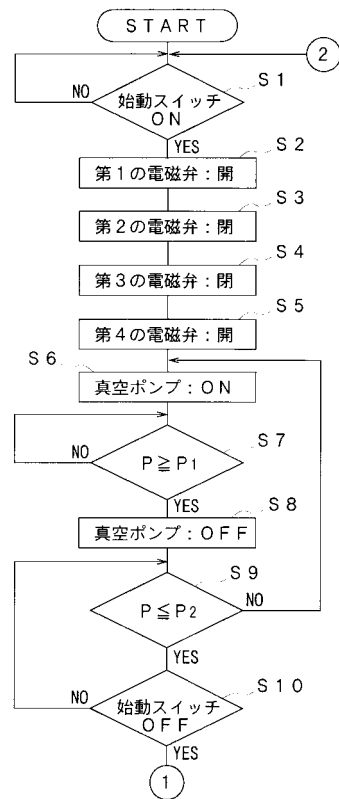 START
2
S1
NO
始動スイッチ
ON
YES
S2
第1の電磁弁:開
S3
第2の電磁弁:閉
S4
第3の電磁弁:閉
S5
第4の電磁弁:開
S6
真空ポンプ:ON
S7
NO
P≧P1
YES
S8
真空ポンプ:OFF
S9
P≦P2
NO
YES
S10
NO
始動スイッチ
OFF
YES
1